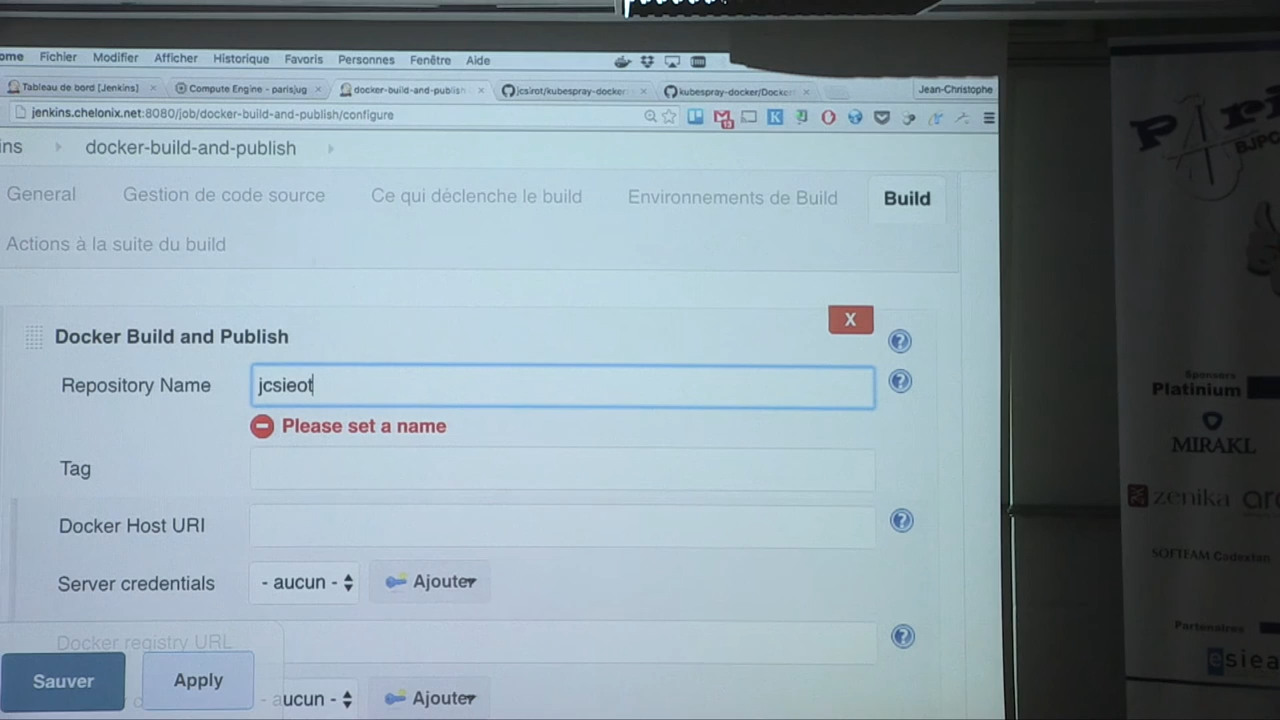 ome Fichier Modifier Afficher Historique Favoris Personnes Fenêtre Aide
Tableau de bord [Jenkins] Compute Engine - parisjug docker-build-and-publish jcsirot/kubespray-docker kubespray-docker/Docker Jean-Christophe
jenkins.chelonix.net:8080/job/docker-build-and-publish/configure
ins docker-build-and-publish
General Gestion de code source Ce qui déclenche le build Environnements de Build Build
Actions à la suite du build
X
Docker Build and Publish
Repository Name jcsieot
Please set a name
Tag
Docker Host URI
Server credentials - aucun - Ajouter
Docker registry URL
Sauver Apply - aucun - Ajouter
Pari
BJPC
Sponsors
Platinium
MIRAKL
zenika
SOFTEAM Cadextan
Partenaires
esiea